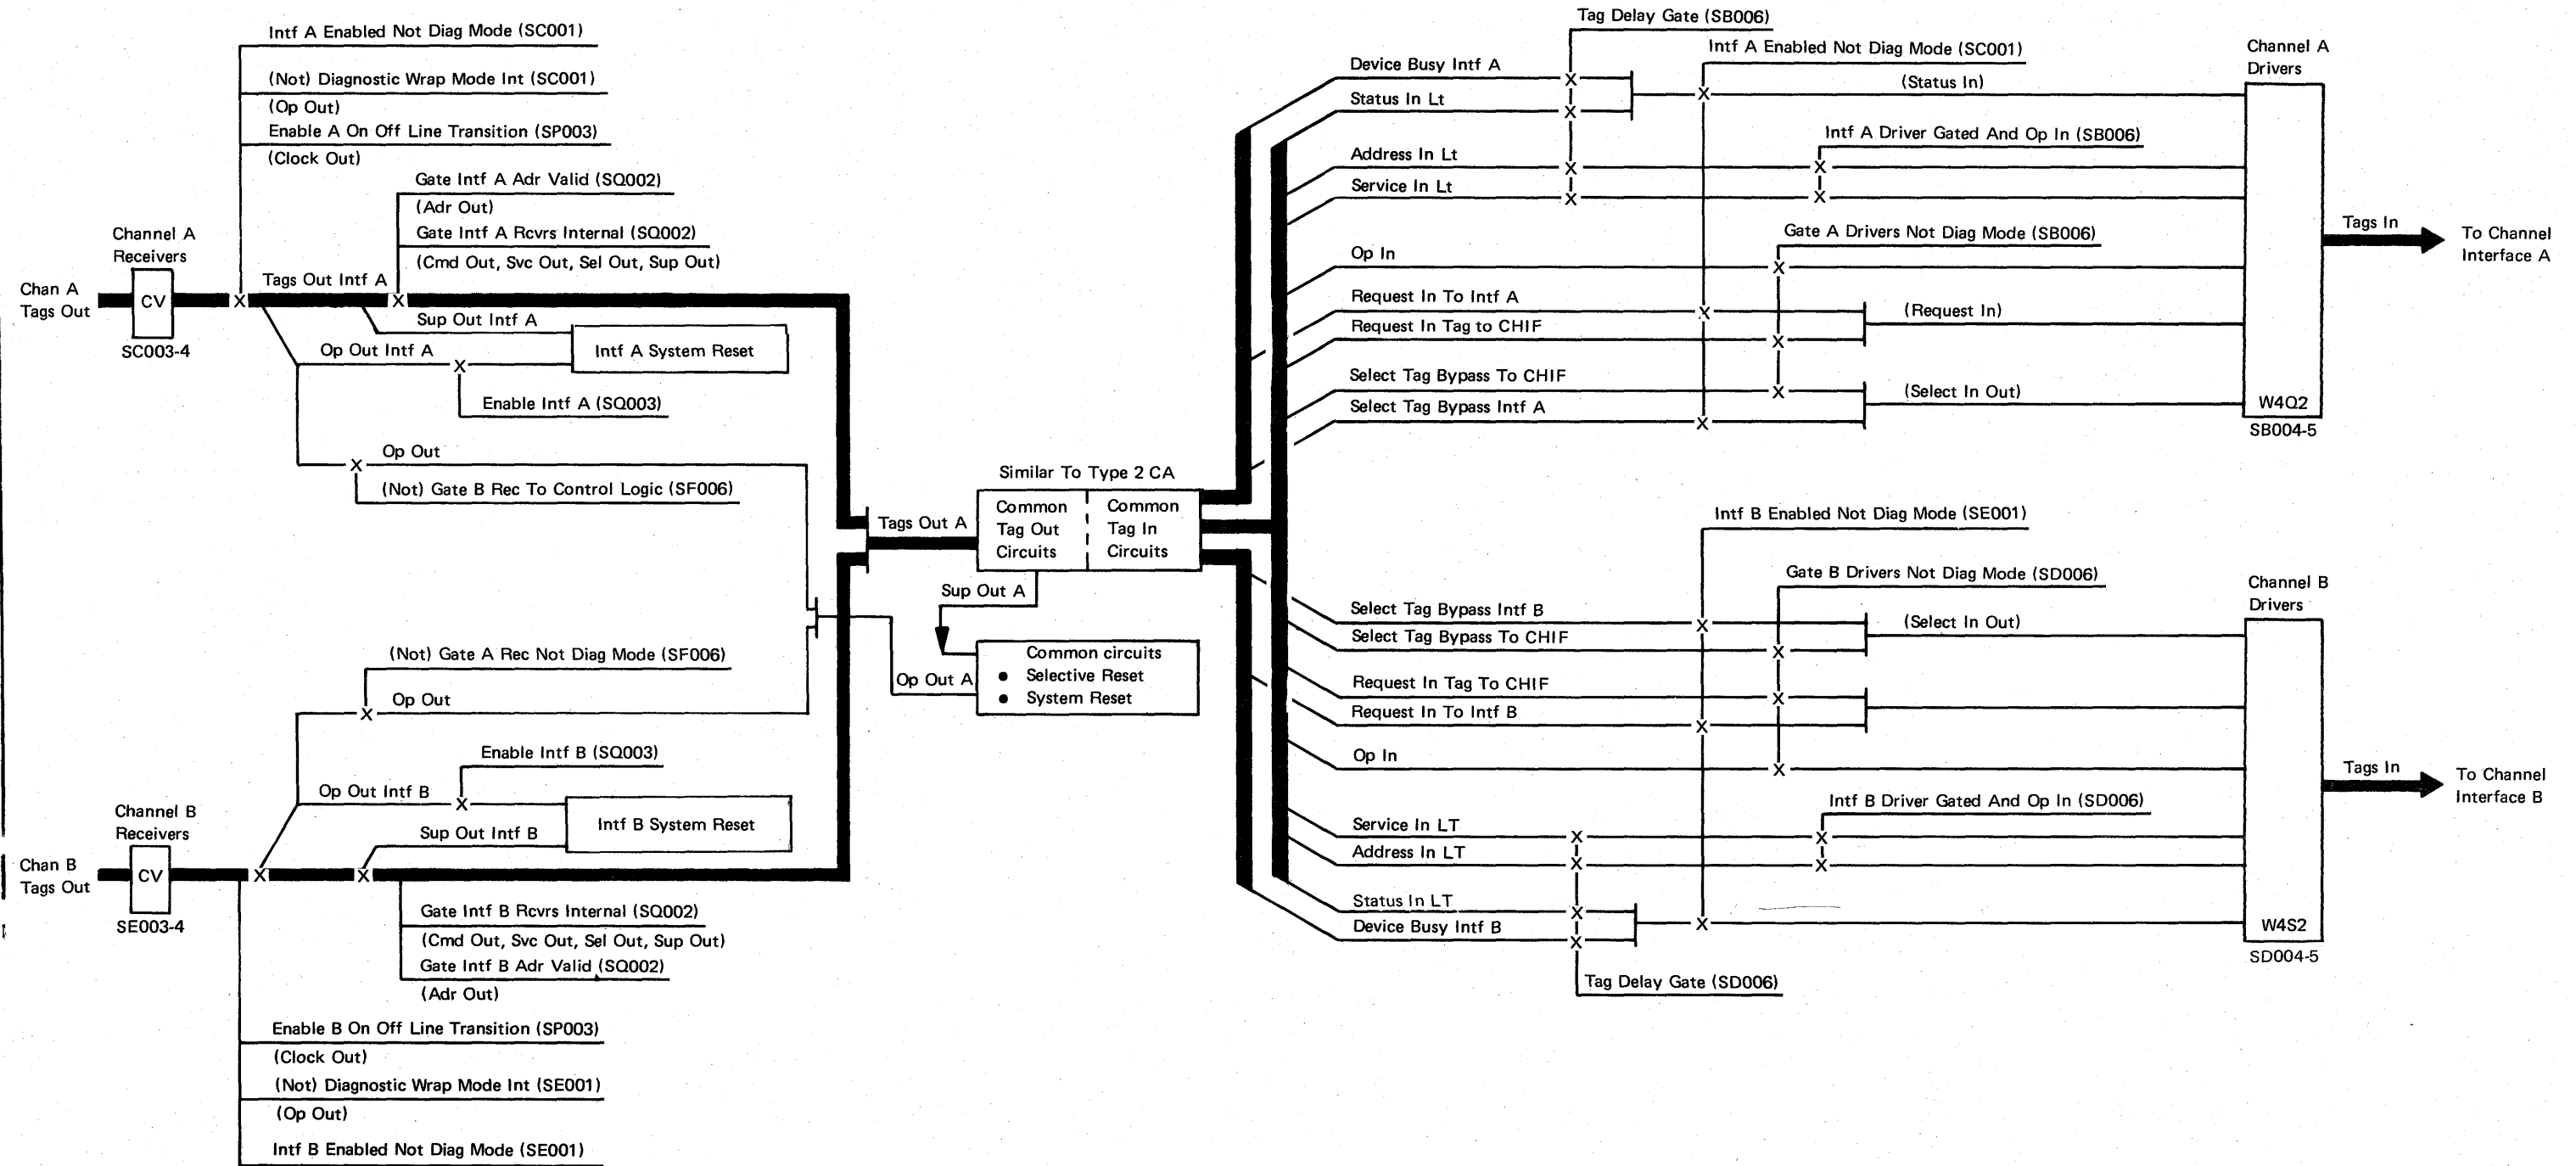 Intf A Enabled Not Diag Mode (SC001)
(Not) Diagnostic Wrap Mode Int (SC001)
(Op Out)
Enable A On Off Line Transition (SP003)
(Clock Out)
Gate Intf A Adr Valid (SQ002)
(Adr Out)
Gate Intf A Rcvrs Internal (SQ002)
(Cmd Out, Svc Out, Sel Out, Sup Out)
Channel A
Receivers
Chan A
Tags Out
CV
SC003-4
Tags Out Intf A
Sup Out Intf A
Op Out Intf A
Intf A System Reset
Enable Intf A (SQ003)
Op Out
(Not) Gate B Rec To Control Logic (SF006)
Tags Out A
Similar To Type 2 CA
Common
Tag Out
Circuits
Common
Tag In
Circuits
Sup Out A
Common circuits
● Selective Reset
● System Reset
Op Out A
(Not) Gate A Rec Not Diag Mode (SF006)
Op Out
Enable Intf B (SQ003)
Op Out Intf B
Sup Out Intf B
Intf B System Reset
Channel B
Receivers
Chan B
Tags Out
CV
SE003-4
Gate Intf B Rcvrs Internal (SQ002)
(Cmd Out, Svc Out, Sel Out, Sup Out)
Gate Intf B Adr Valid (SQ002)
(Adr Out)
Enable B On Off Line Transition (SP003)
(Clock Out)
(Not) Diagnostic Wrap Mode Int (SE001)
(Op Out)
Intf B Enabled Not Diag Mode (SE001)
Tag Delay Gate (SB006)
Intf A Enabled Not Diag Mode (SC001)
Device Busy Intf A
Status In Lt
(Status In)
Intf A Driver Gated And Op In (SB006)
Address In Lt
Service In Lt
Gate A Drivers Not Diag Mode (SB006)
Op In
Request In To Intf A
Request In Tag to CHIF
(Request In)
Select Tag Bypass To CHIF
Select Tag Bypass Intf A
(Select In Out)
Channel A
Drivers
W4Q2
SB004-5
Tags In
To Channel
Interface A
Intf B Enabled Not Diag Mode (SE001)
Gate B Drivers Not Diag Mode (SD006)
Select Tag Bypass Intf B
Select Tag Bypass To CHIF
(Select In Out)
Request In Tag To CHIF
Request In To Intf B
Op In
Intf B Driver Gated And Op In (SD006)
Service In LT
Address In LT
Status In LT
Device Busy Intf B
Tag Delay Gate (SD006)
Channel B
Drivers
W4S2
SD004-5
Tags In
To Channel
Interface B